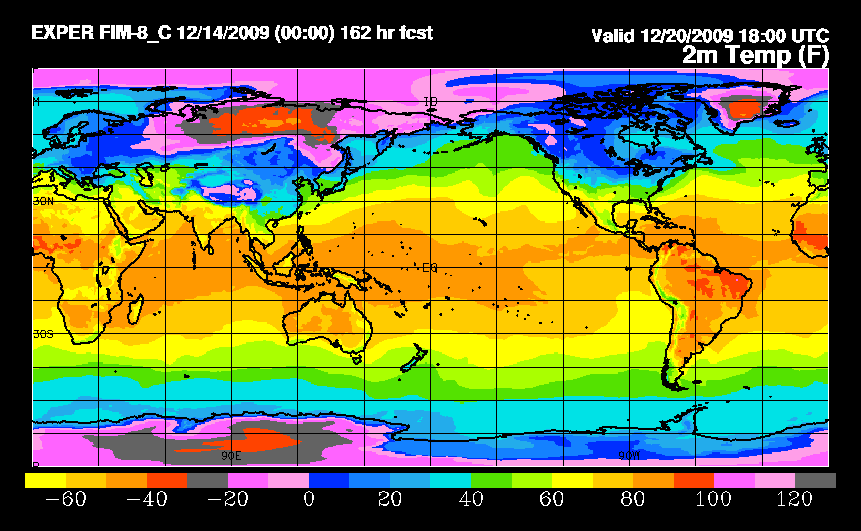 EXPER FIM-8_C 12/14/2009 (00:00) 162 hr fcst
Valid 12/20/2009 18:00 UTC
2m Temp (F)
ID
30N
EQ
30S
90E 90W
-60 -40 -20 0 20 40 60 80 100 120